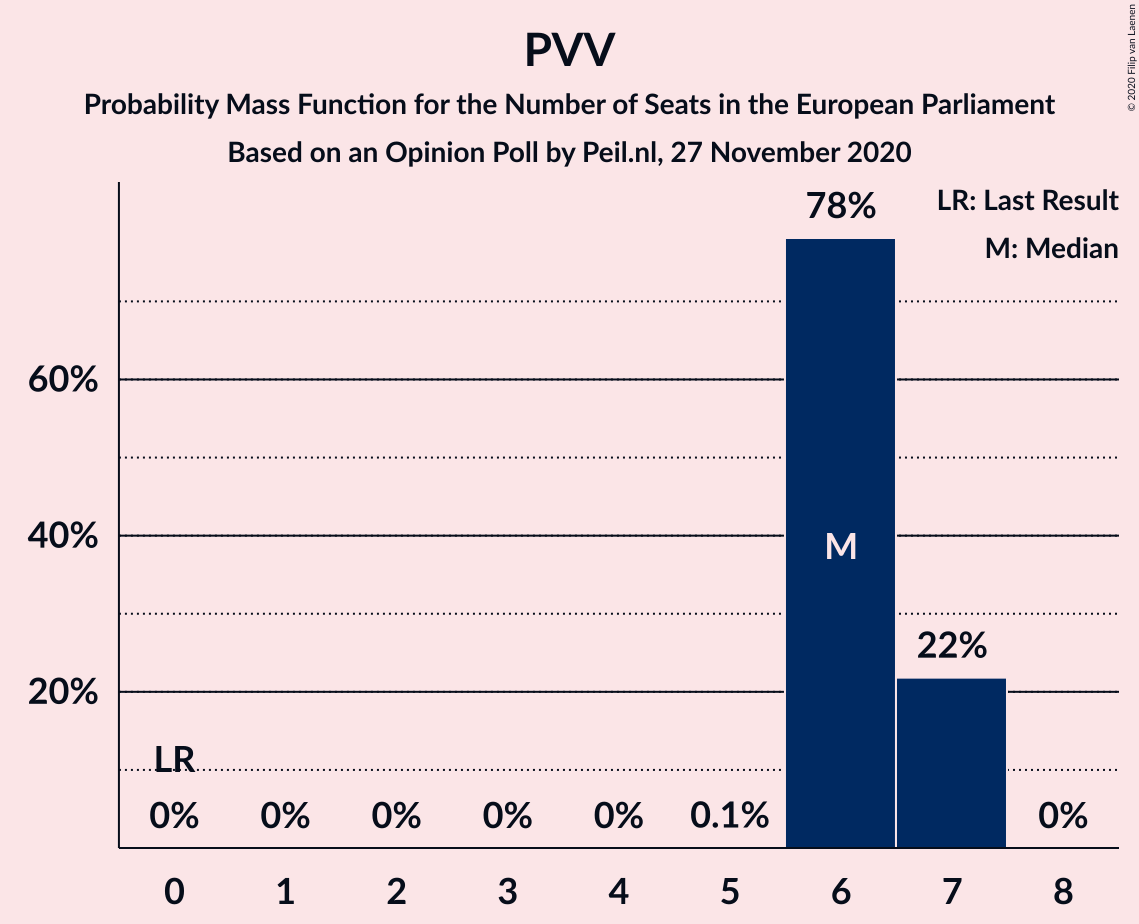 PVV
Probability Mass Function for the Number of Seats in the European Parliament
Based on an Opinion Poll by Peil.nl, 27 November 2020
© 2020 Filip van Laenen
LR: Last Result
M: Median
78%
60%
40%
M
22%
20%
LR
0% 0% 0% 0% 0% 0.1% 0%
0 1 2 3 4 5 6 7 8